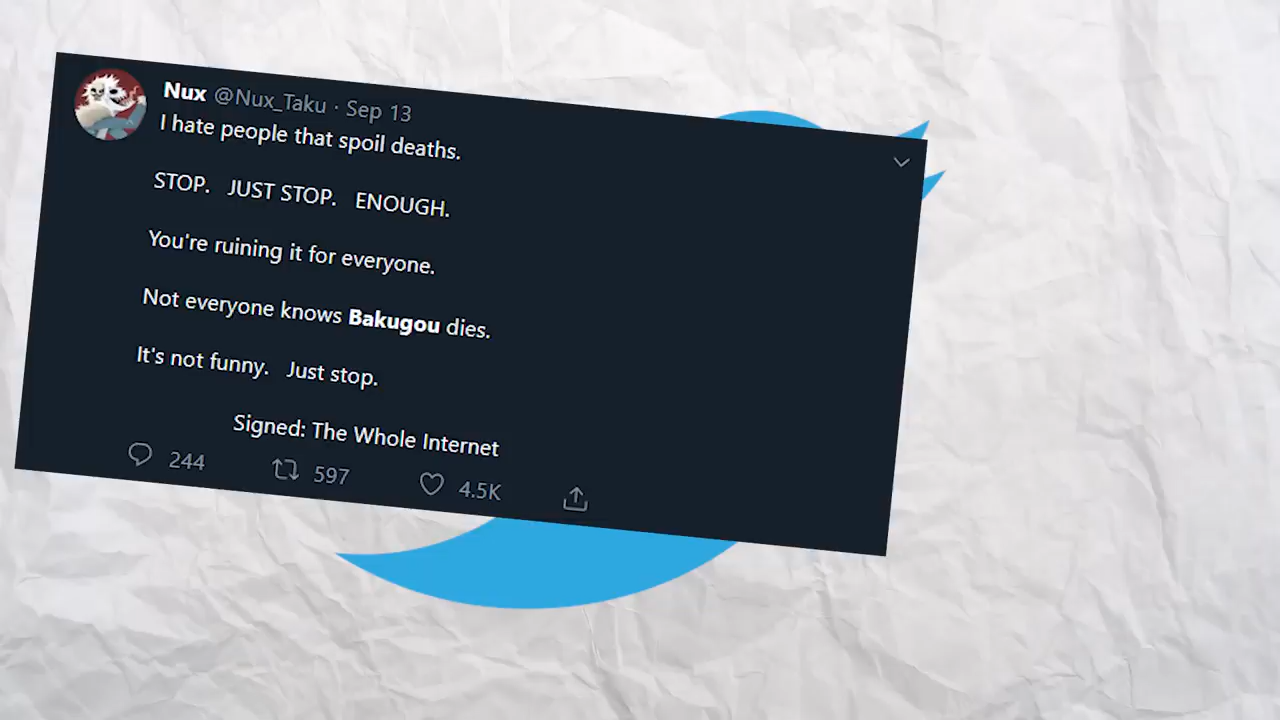 Nux @Nux_Taku · Sep 13
I hate people that spoil deaths.
STOP. JUST STOP. ENOUGH.
You're ruining it for everyone.
Not everyone knows Bakugou dies.
It's not funny. Just stop.
Signed: The Whole Internet
244 597 4.5K